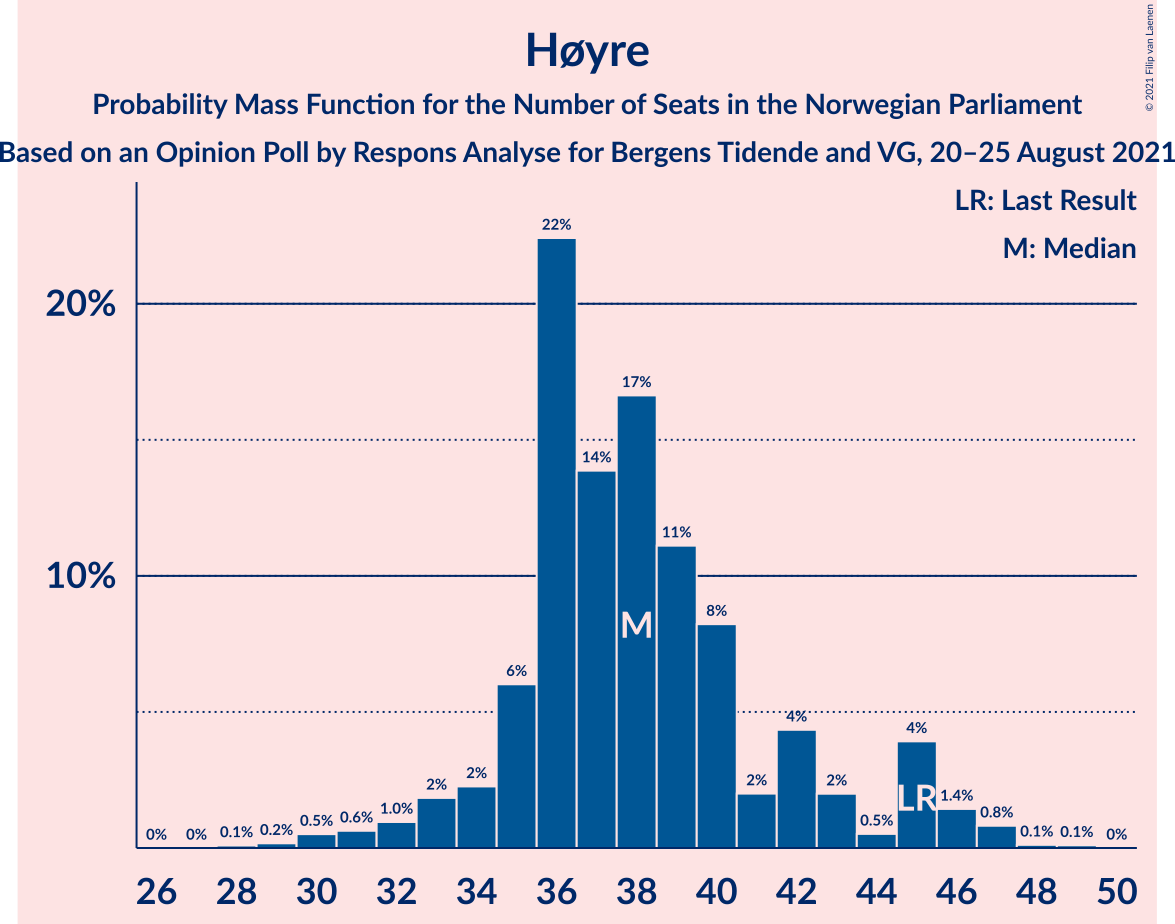 Høyre
Probability Mass Function for the Number of Seats in the Norwegian Parliament
Based on an Opinion Poll by Respons Analyse for Bergens Tidende and VG, 20–25 August 2021
© 2021 Filip van Laenen
LR: Last Result
M: Median
20%
10%
0% 0% 0.1% 0.2% 0.5% 0.6% 1.0% 2% 2% 6% 22% 14% 17% 11% 8% 2% 4% 2% 0.5% 4% 1.4% 0.8% 0.1% 0.1% 0%
M
LR
26 28 30 32 34 36 38 40 42 44 46 48 50